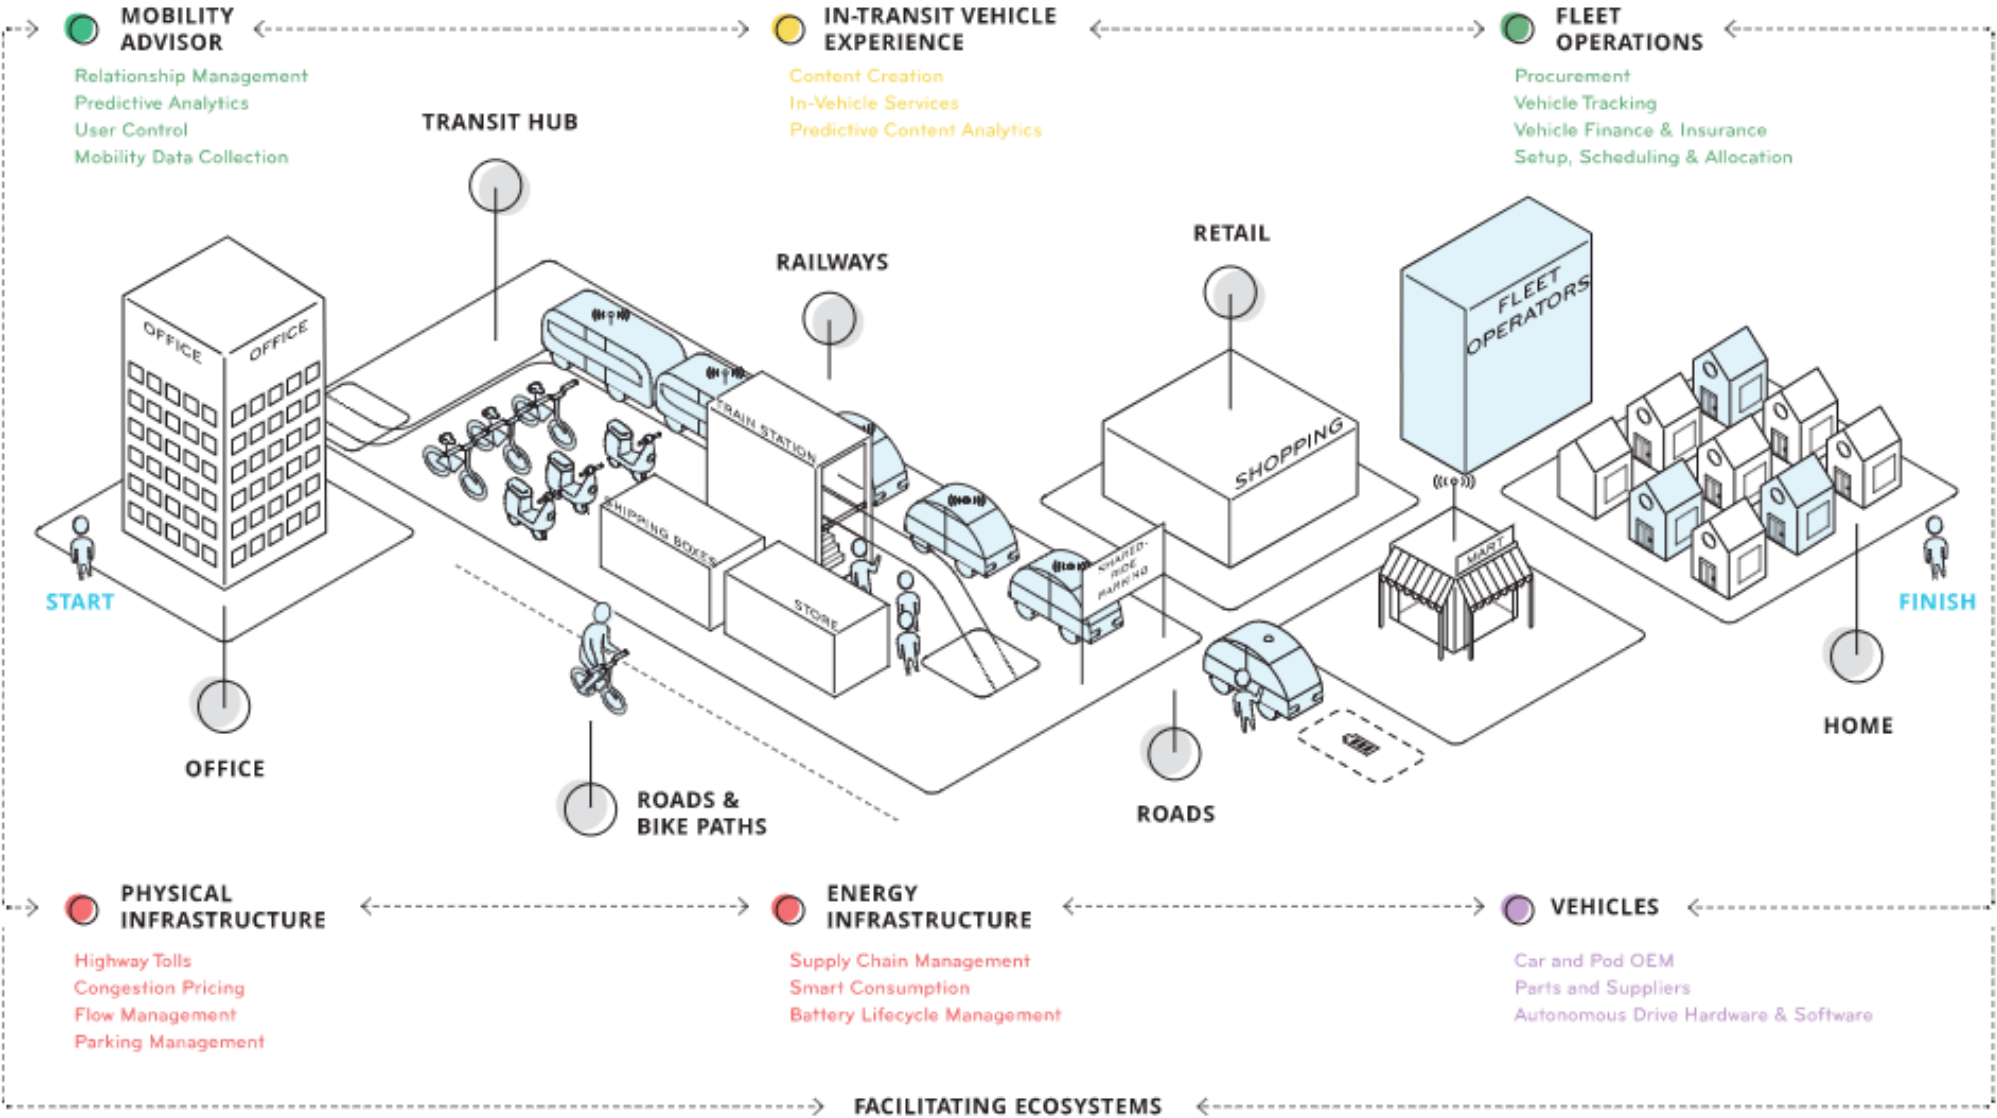 MOBILITY
ADVISOR
Relationship Management
Predictive Analytics
User Control
Mobility Data Collection
IN-TRANSIT VEHICLE
EXPERIENCE
Content Creation
In-Vehicle Services
Predictive Content Analytics
FLEET
OPERATIONS
Procurement
Vehicle Tracking
Vehicle Finance & Insurance
Setup, Scheduling & Allocation
TRANSIT HUB
RAILWAYS
RETAIL
OFFICE
OFFICE
TRAIN STATION
SHIPPING BOXES
STORE
SHARED-
RIDE
PARKING
SHOPPING
FLEET
OPERATORS
MART
START
FINISH
OFFICE
ROADS &
BIKE PATHS
ROADS
HOME
PHYSICAL
INFRASTRUCTURE
Highway Tolls
Congestion Pricing
Flow Management
Parking Management
ENERGY
INFRASTRUCTURE
Supply Chain Management
Smart Consumption
Battery Lifecycle Management
VEHICLES
Car and Pod OEM
Parts and Suppliers
Autonomous Drive Hardware & Software
FACILITATING ECOSYSTEMS